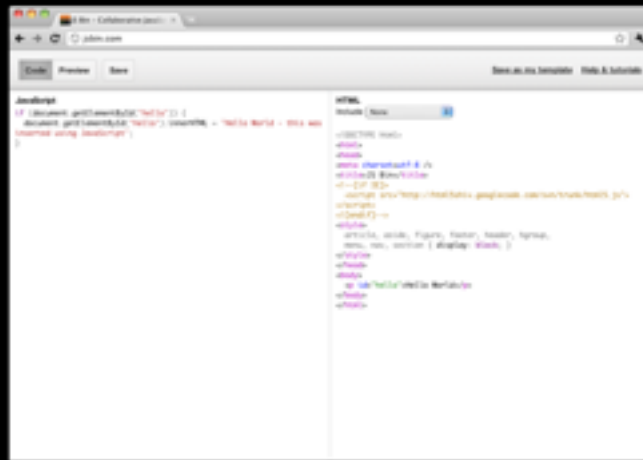 JS Bin - Collaborative JavaS
jsbin.com
Code Preview Save
Save as my template Help & tutorials
JavaScript
if (document.getElementById('hello')) {
document.getElementById('hello').innerHTML = 'Hello World - this was
inserted using JavaScript';
}
HTML
Include None
<!DOCTYPE html>
<html>
<head>
<meta charset=utf-8 />
<title>JS Bin</title>
<!--[if IE]>
<script src="http://html5shiv.googlecode.com/svn/trunk/html5.js">
</script>
<![endif]-->
<style>
article, aside, figure, footer, header, hgroup,
menu, nav, section { display: block; }
</style>
</head>
<body>
<p id="hello">Hello World</p>
</body>
</html>